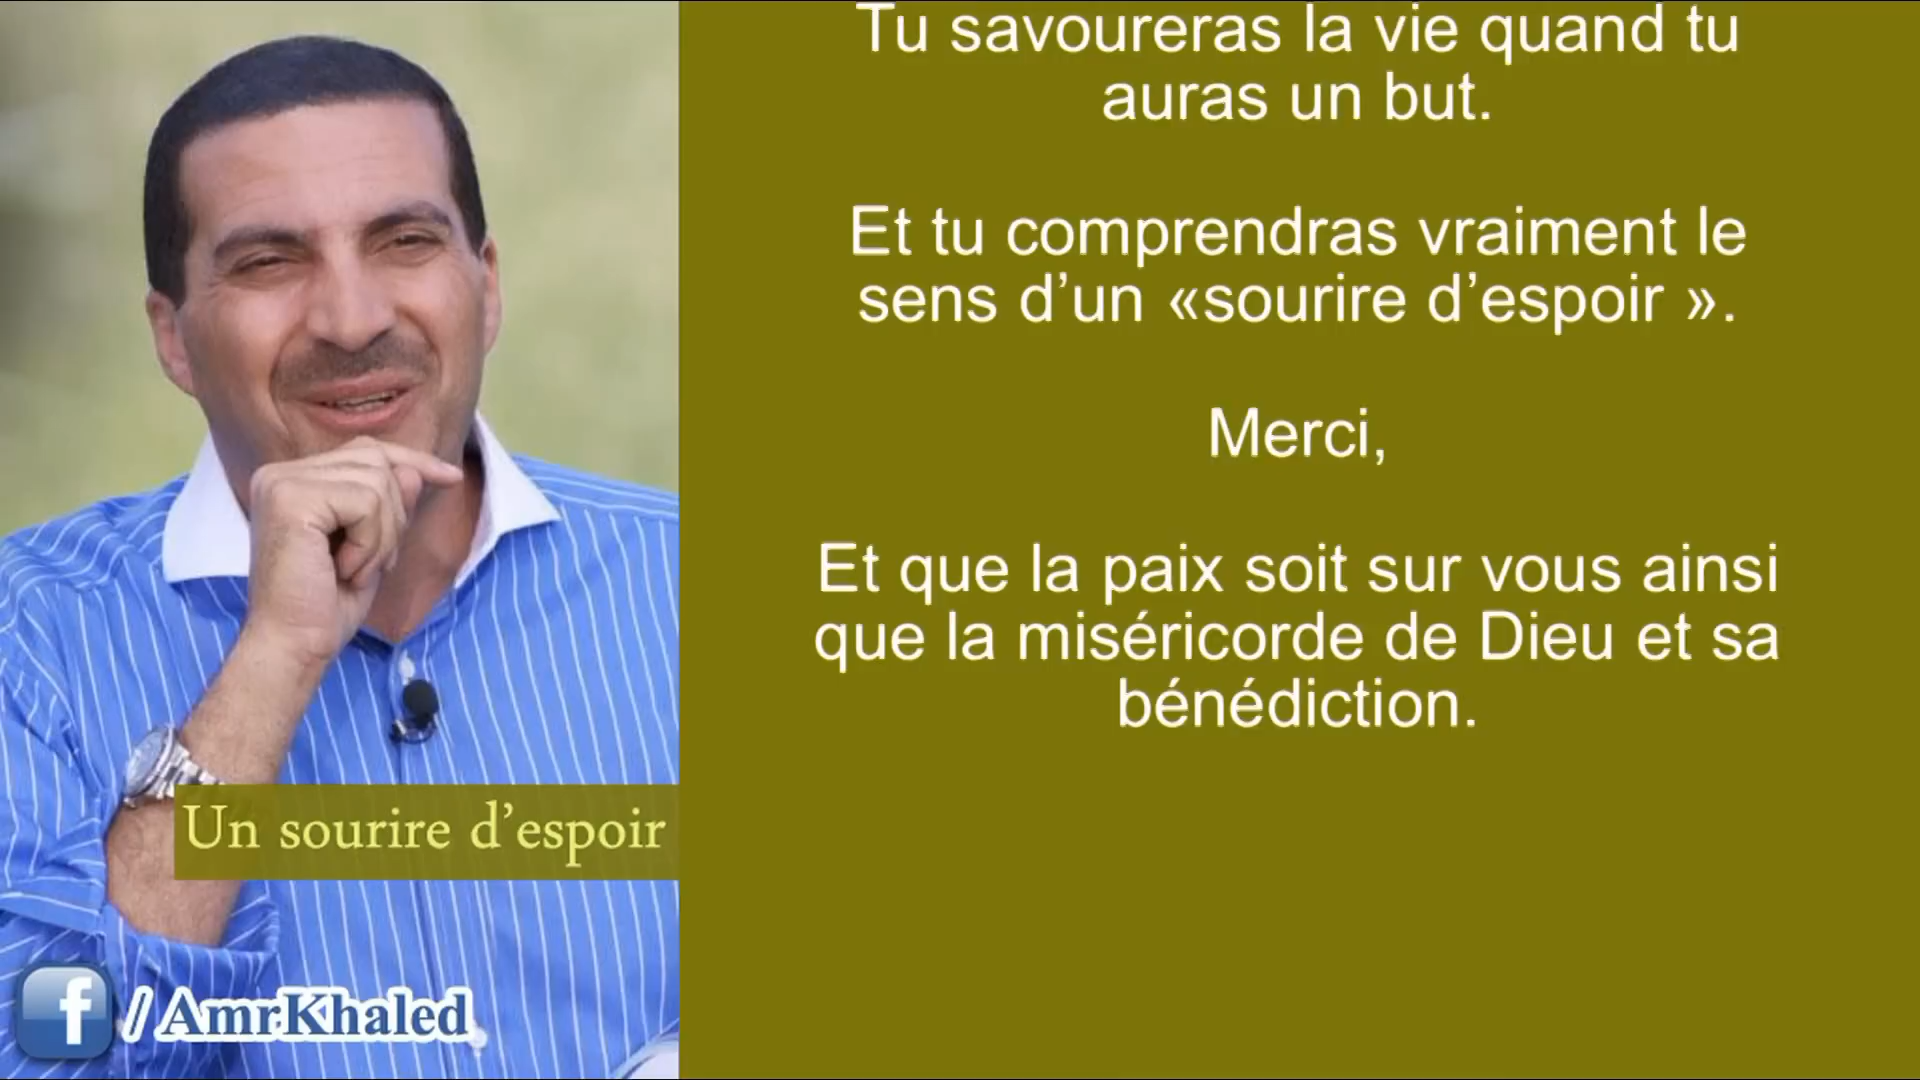 Tu savoureras la vie quand tu
auras un but.
Et tu comprendras vraiment le
sens d’un «sourire d’espoir ».
Merci,
Et que la paix soit sur vous ainsi
que la miséricorde de Dieu et sa
bénédiction.
Un sourire d’espoir
f /AmrKhaled